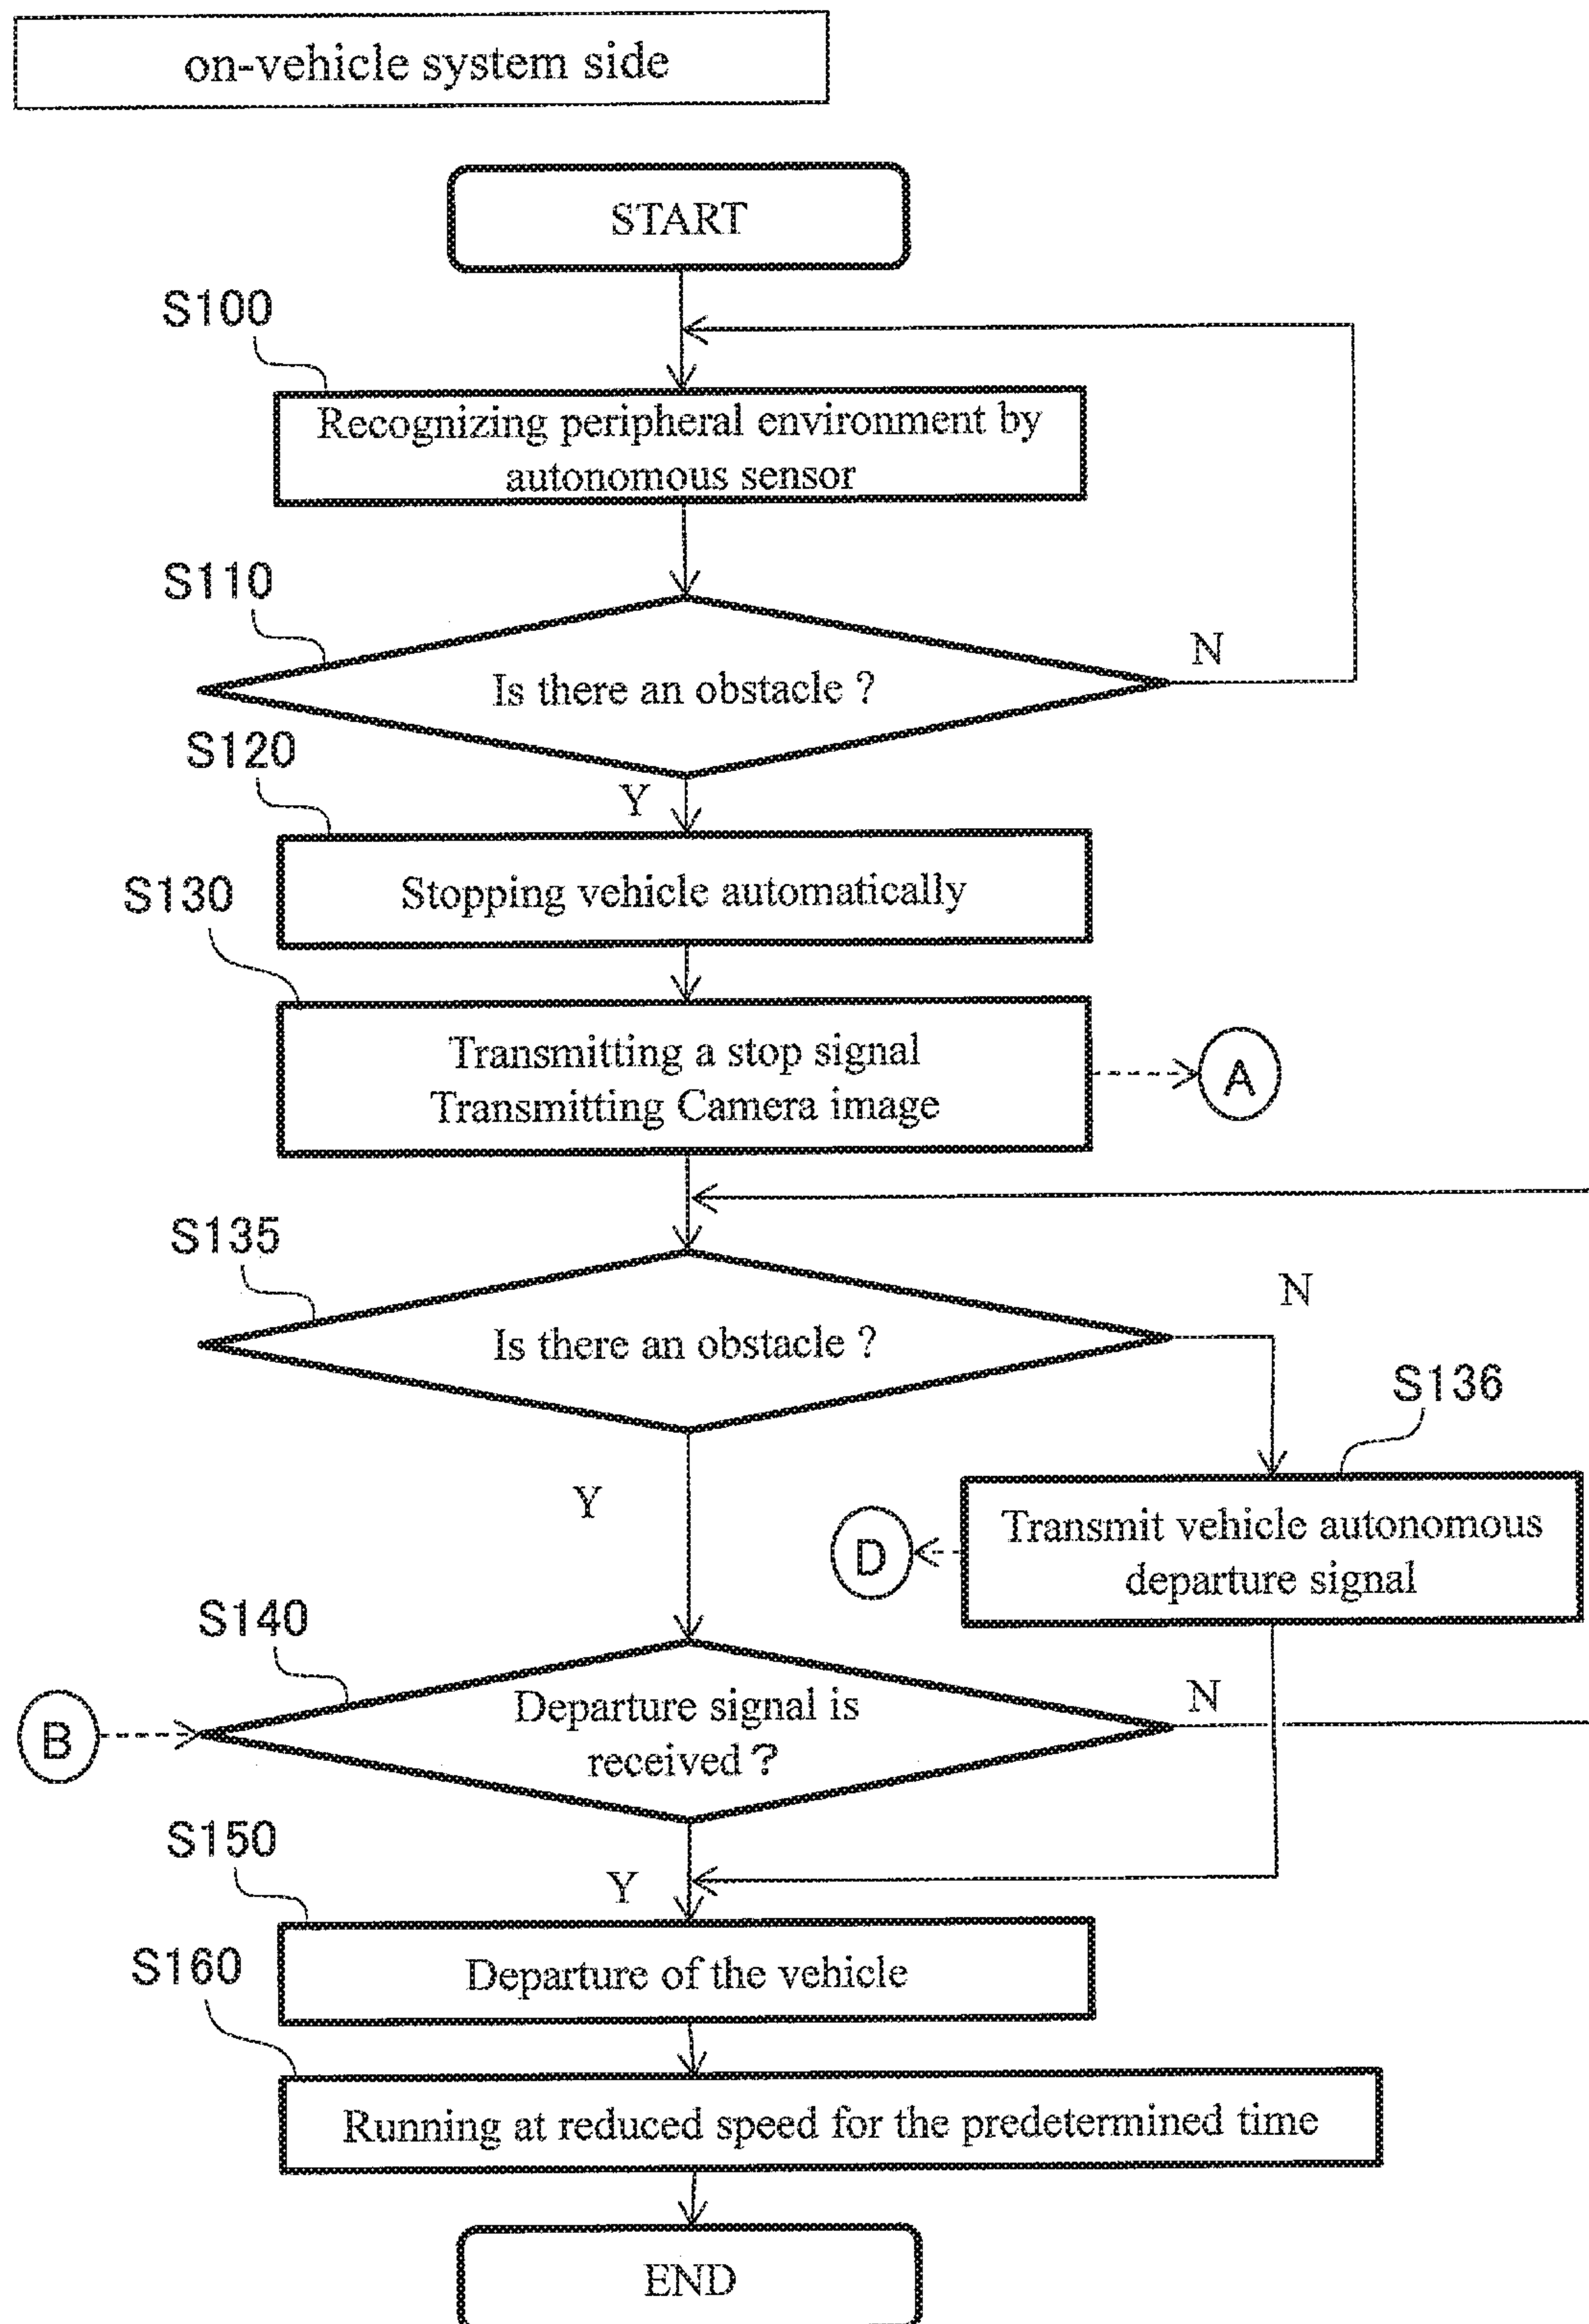 on-vehicle system side
START
S100
Recognizing peripheral environment by
autonomous sensor
S110
Is there an obstacle ?
N
S120
Y
Stopping vehicle automatically
S130
Transmitting a stop signal
Transmitting Camera image
A
S135
Is there an obstacle ?
N
S136
Y
Transmit vehicle autonomous
departure signal
D
S140
Departure signal is
received ?
N
B
S150
Y
Departure of the vehicle
S160
Running at reduced speed for the predetermined time
END